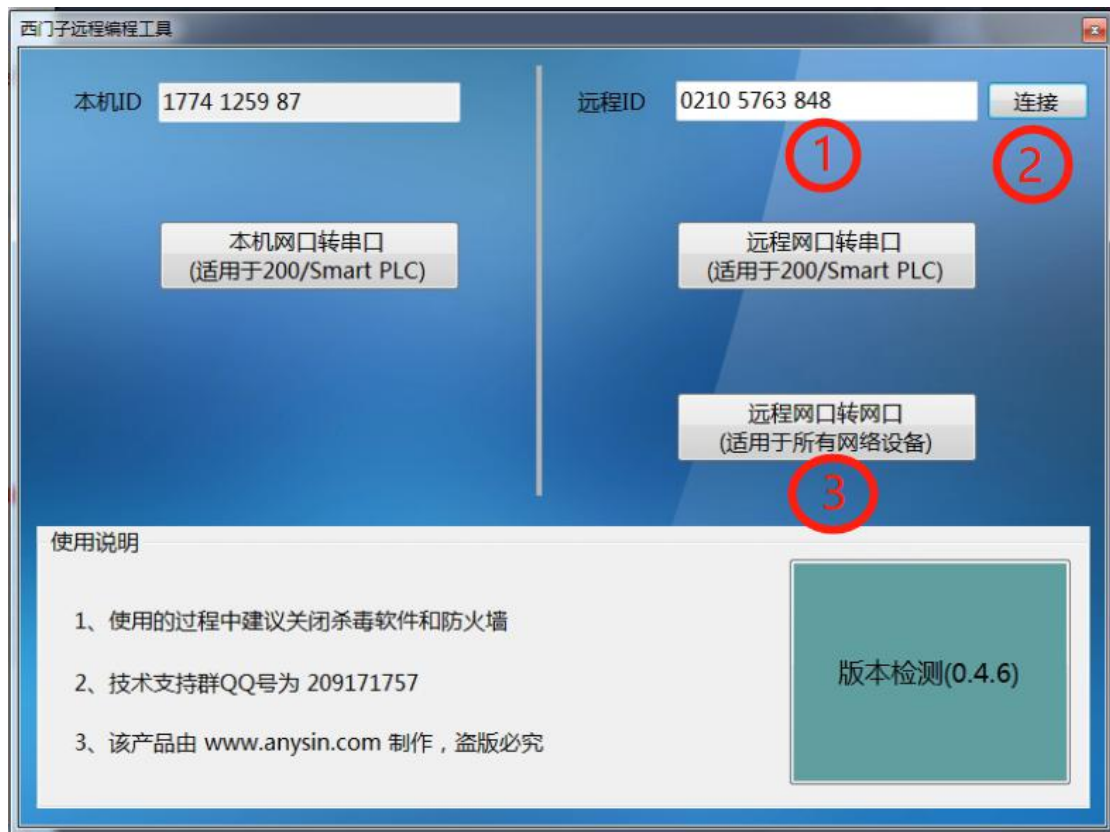 西门子远程编程工具
本机ID 1774 1259 87
远程ID 0210 5763 848 连接
1
2
本机网口转串口
(适用于200/Smart PLC)
远程网口转串口
(适用于200/Smart PLC)
远程网口转网口
(适用于所有网络设备)
3
使用说明
1、使用的过程中建议关闭杀毒软件和防火墙
2、技术支持群QQ号为 209171757
3、该产品由 www.anysin.com 制作，盗版必究
版本检测(0.4.6)